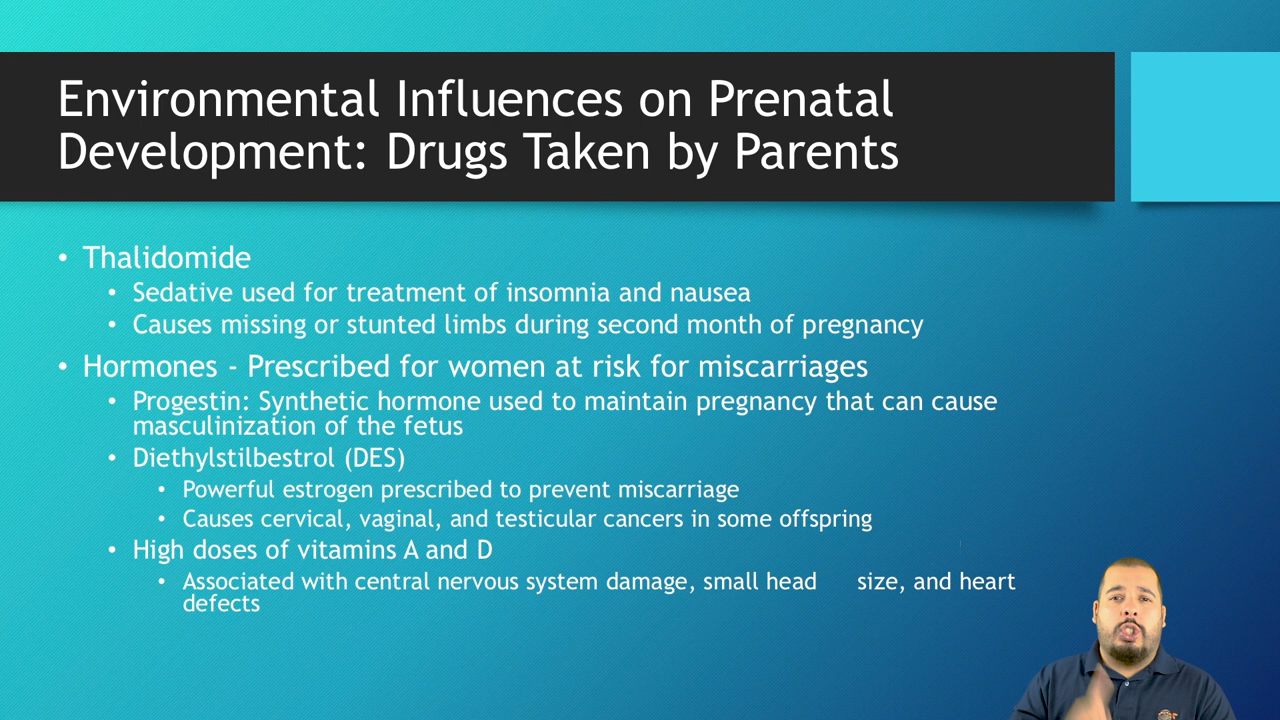 Environmental Influences on Prenatal
Development: Drugs Taken by Parents
• Thalidomide
• Sedative used for treatment of insomnia and nausea
• Causes missing or stunted limbs during second month of pregnancy
• Hormones - Prescribed for women at risk for miscarriages
• Progestin: Synthetic hormone used to maintain pregnancy that can cause
masculinization of the fetus
• Diethylstilbestrol (DES)
• Powerful estrogen prescribed to prevent miscarriage
• Causes cervical, vaginal, and testicular cancers in some offspring
• High doses of vitamins A and D
• Associated with central nervous system damage, small head size, and heart
defects